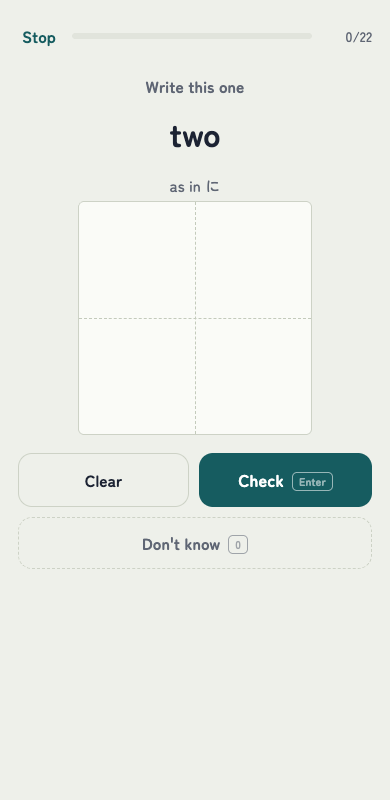 Stop 0/22
Write this one
two
as in に
Clear
Check Enter
Don't know 0